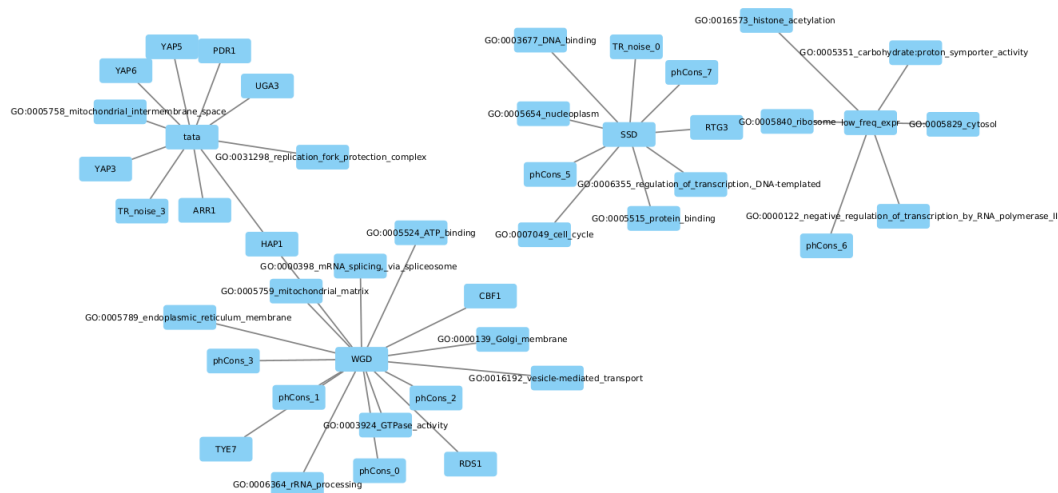 GO:0016573_histone_acetylation
YAP5
PDR1
GO:0003677_DNA_binding
TR_noise_0
GO:0005351_carbohydrate:proton_symporter_activity
YAP6
phCons_7
UGA3
GO:0005758_mitochondrial_intermembrane_space
GO:0005654_nucleoplasm
tata
SSD
RTG3
GO:0005840_ribosome
low_freq_expr
GO:0005829_cytosol
GO:0031298_replication_fork_protection_complex
YAP3
phCons_5
GO:0006355_regulation_of_transcription,_DNA-templated
TR_noise_3
ARR1
GO:0005515_protein_binding
GO:0000122_negative_regulation_of_transcription_by_RNA_polymerase_II
GO:0005524_ATP_binding
GO:0007049_cell_cycle
HAP1
phCons_6
GO:0000398_mRNA_splicing,_via_spliceosome
GO:0005759_mitochondrial_matrix
CBF1
GO:0005789_endoplasmic_reticulum_membrane
GO:0000139_Golgi_membrane
phCons_3
WGD
GO:0016192_vesicle-mediated_transport
phCons_1
phCons_2
GO:0003924_GTPase_activity
TYE7
phCons_0
RDS1
GO:0006364_rRNA_processing